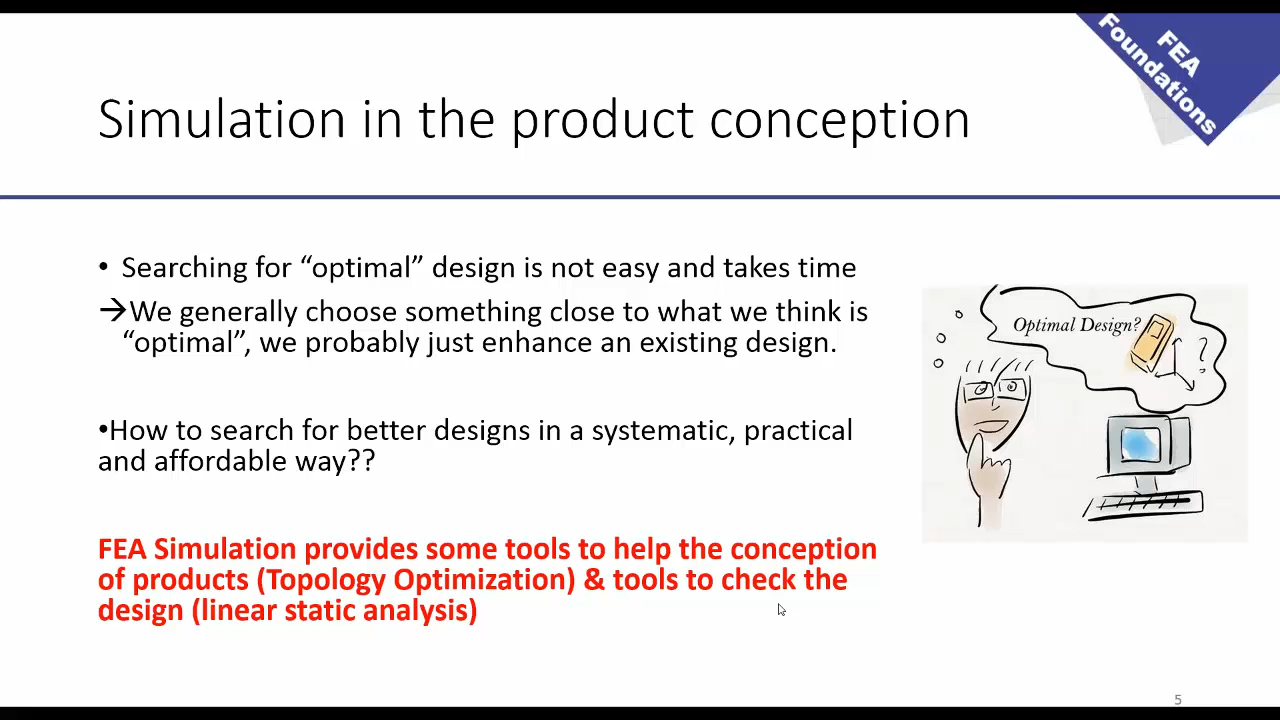 FEA
Foundations
Simulation in the product conception
• Searching for “optimal” design is not easy and takes time
→We generally choose something close to what we think is
“optimal”, we probably just enhance an existing design.
•How to search for better designs in a systematic, practical
and affordable way??
FEA Simulation provides some tools to help the conception
of products (Topology Optimization) & tools to check the
design (linear static analysis)
Optimal Design?
?
5